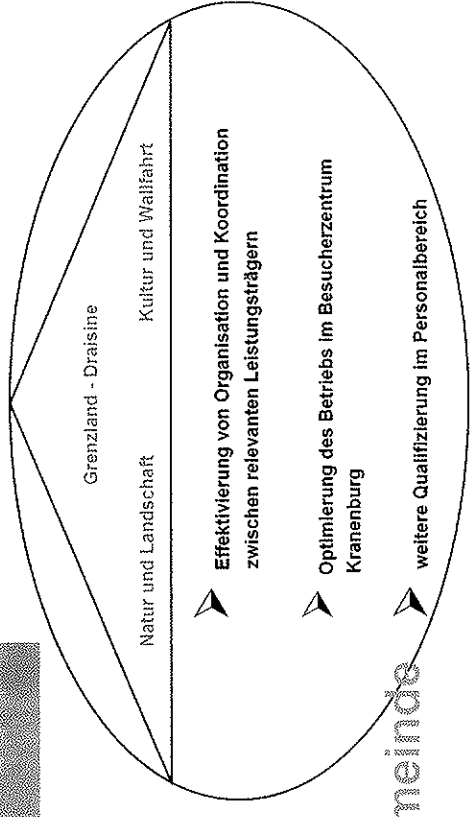 Grenzland - Draisine
Natur und Landschaft
Kultur und Wallfahrt
Effektivierung von Organisation und Koordination
zwischen relevanten Leistungsträgern
Optimierung des Betriebs im Besucherzentrum
Kranenburg
weitere Qualifizierung im Personalbereich
meinde